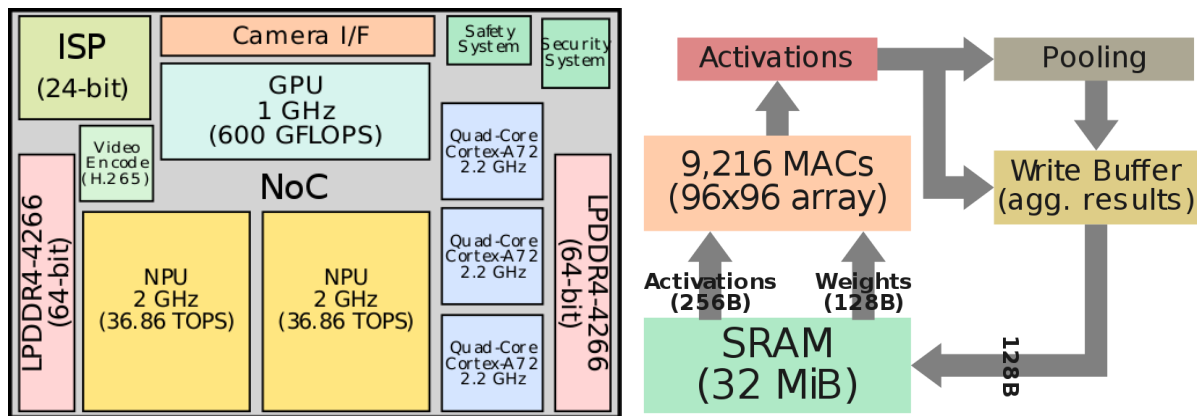 ISP
(24-bit)
Camera I/F
Safety
System
Security
System
GPU
1 GHz
(600 GFLOPS)
Video
Encode
(H.265)
NoC
Quad-Core
Cortex-A72
2.2 GHz
LPDDR4-4266
(64-bit)
NPU
2 GHz
(36.86 TOPS)
NPU
2 GHz
(36.86 TOPS)
Quad-Core
Cortex-A72
2.2 GHz
Quad-Core
Cortex-A72
2.2 GHz
LPDDR4-4266
(64-bit)
Activations
Pooling
9,216 MACs
(96x96 array)
Write Buffer
(agg. results)
Activations
(256B)
Weights
(128B)
SRAM
(32 MiB)
128B